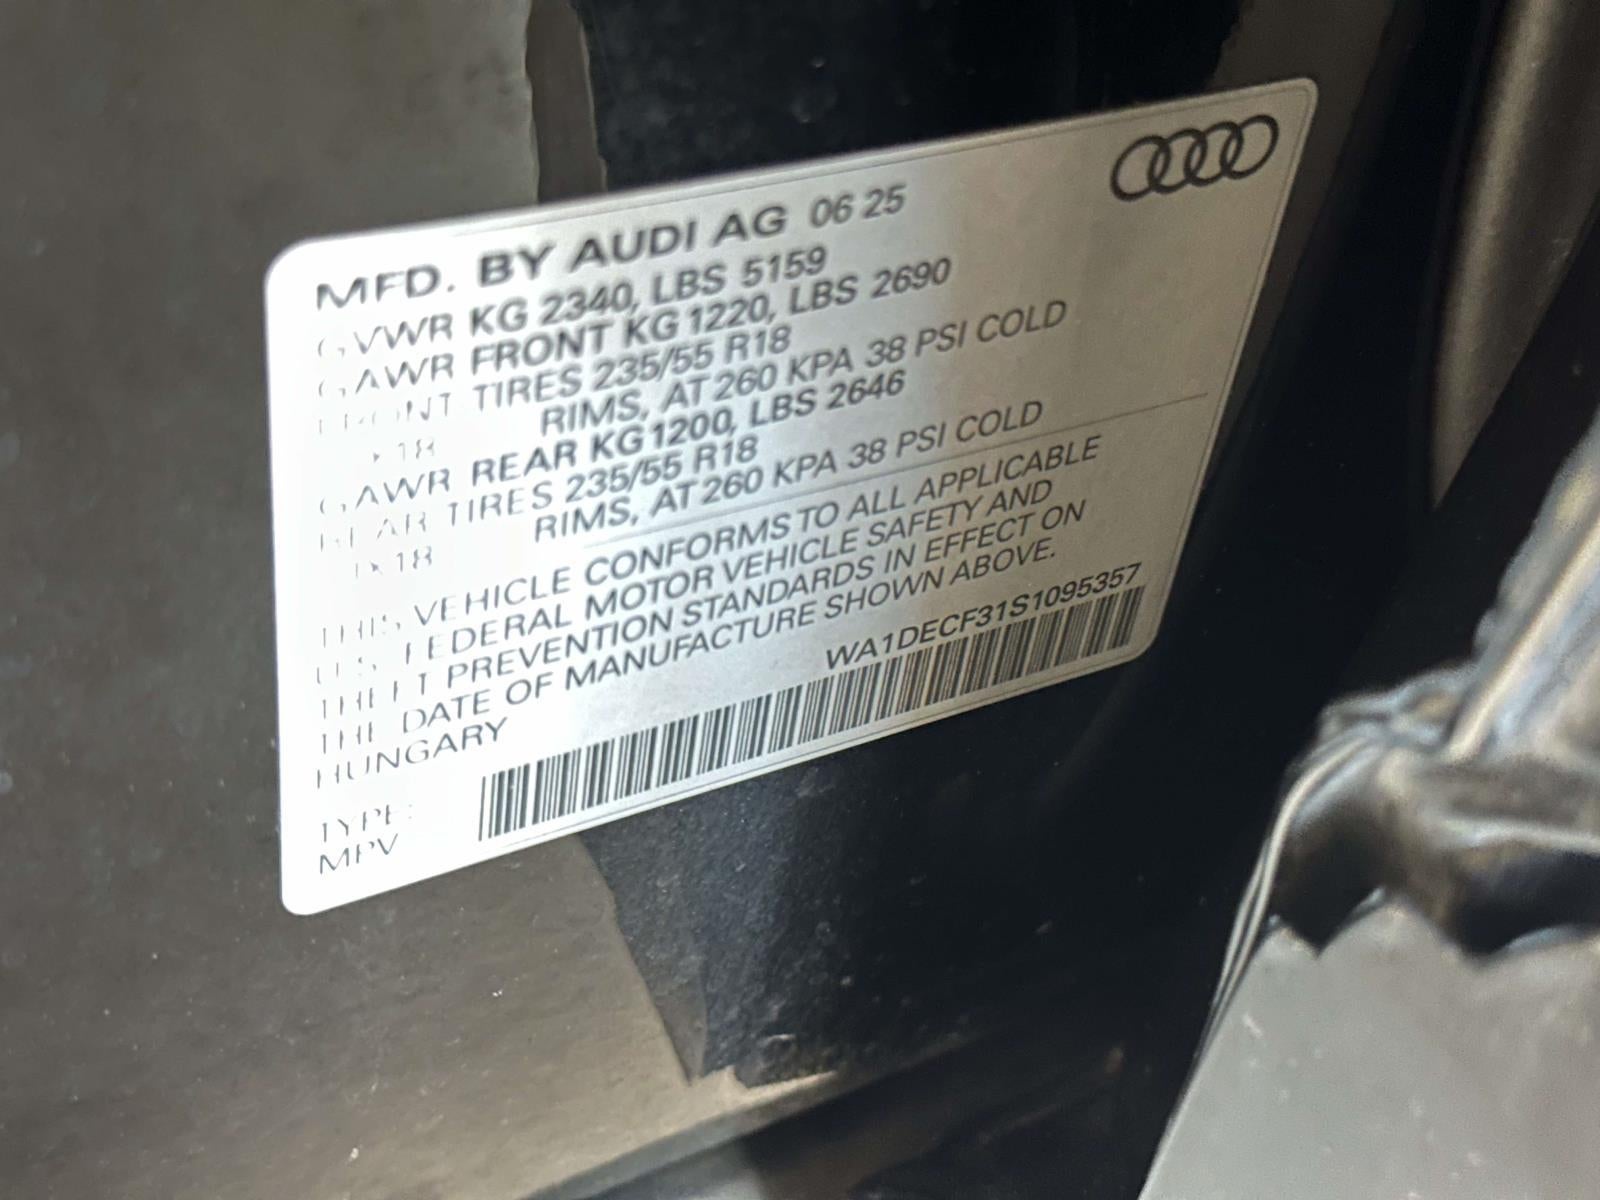 MFD. BY AUDI AG 06 25
GVWR KG 2340, LBS 5159
GAWR FRONT KG 1220, LBS 2690
FRONT TIRES 235/55 R18
x18 RIMS, AT 260 KPA 38 PSI COLD
GAWR REAR KG 1200, LBS 2646
REAR TIRES 235/55 R18
x18 RIMS, AT 260 KPA 38 PSI COLD
THIS VEHICLE CONFORMS TO ALL APPLICABLE
U.S. FEDERAL MOTOR VEHICLE SAFETY AND
THEFT PREVENTION STANDARDS IN EFFECT ON
THE DATE OF MANUFACTURE SHOWN ABOVE.
HUNGARY
WA1DECF31S1095357
TYPE:
MPV